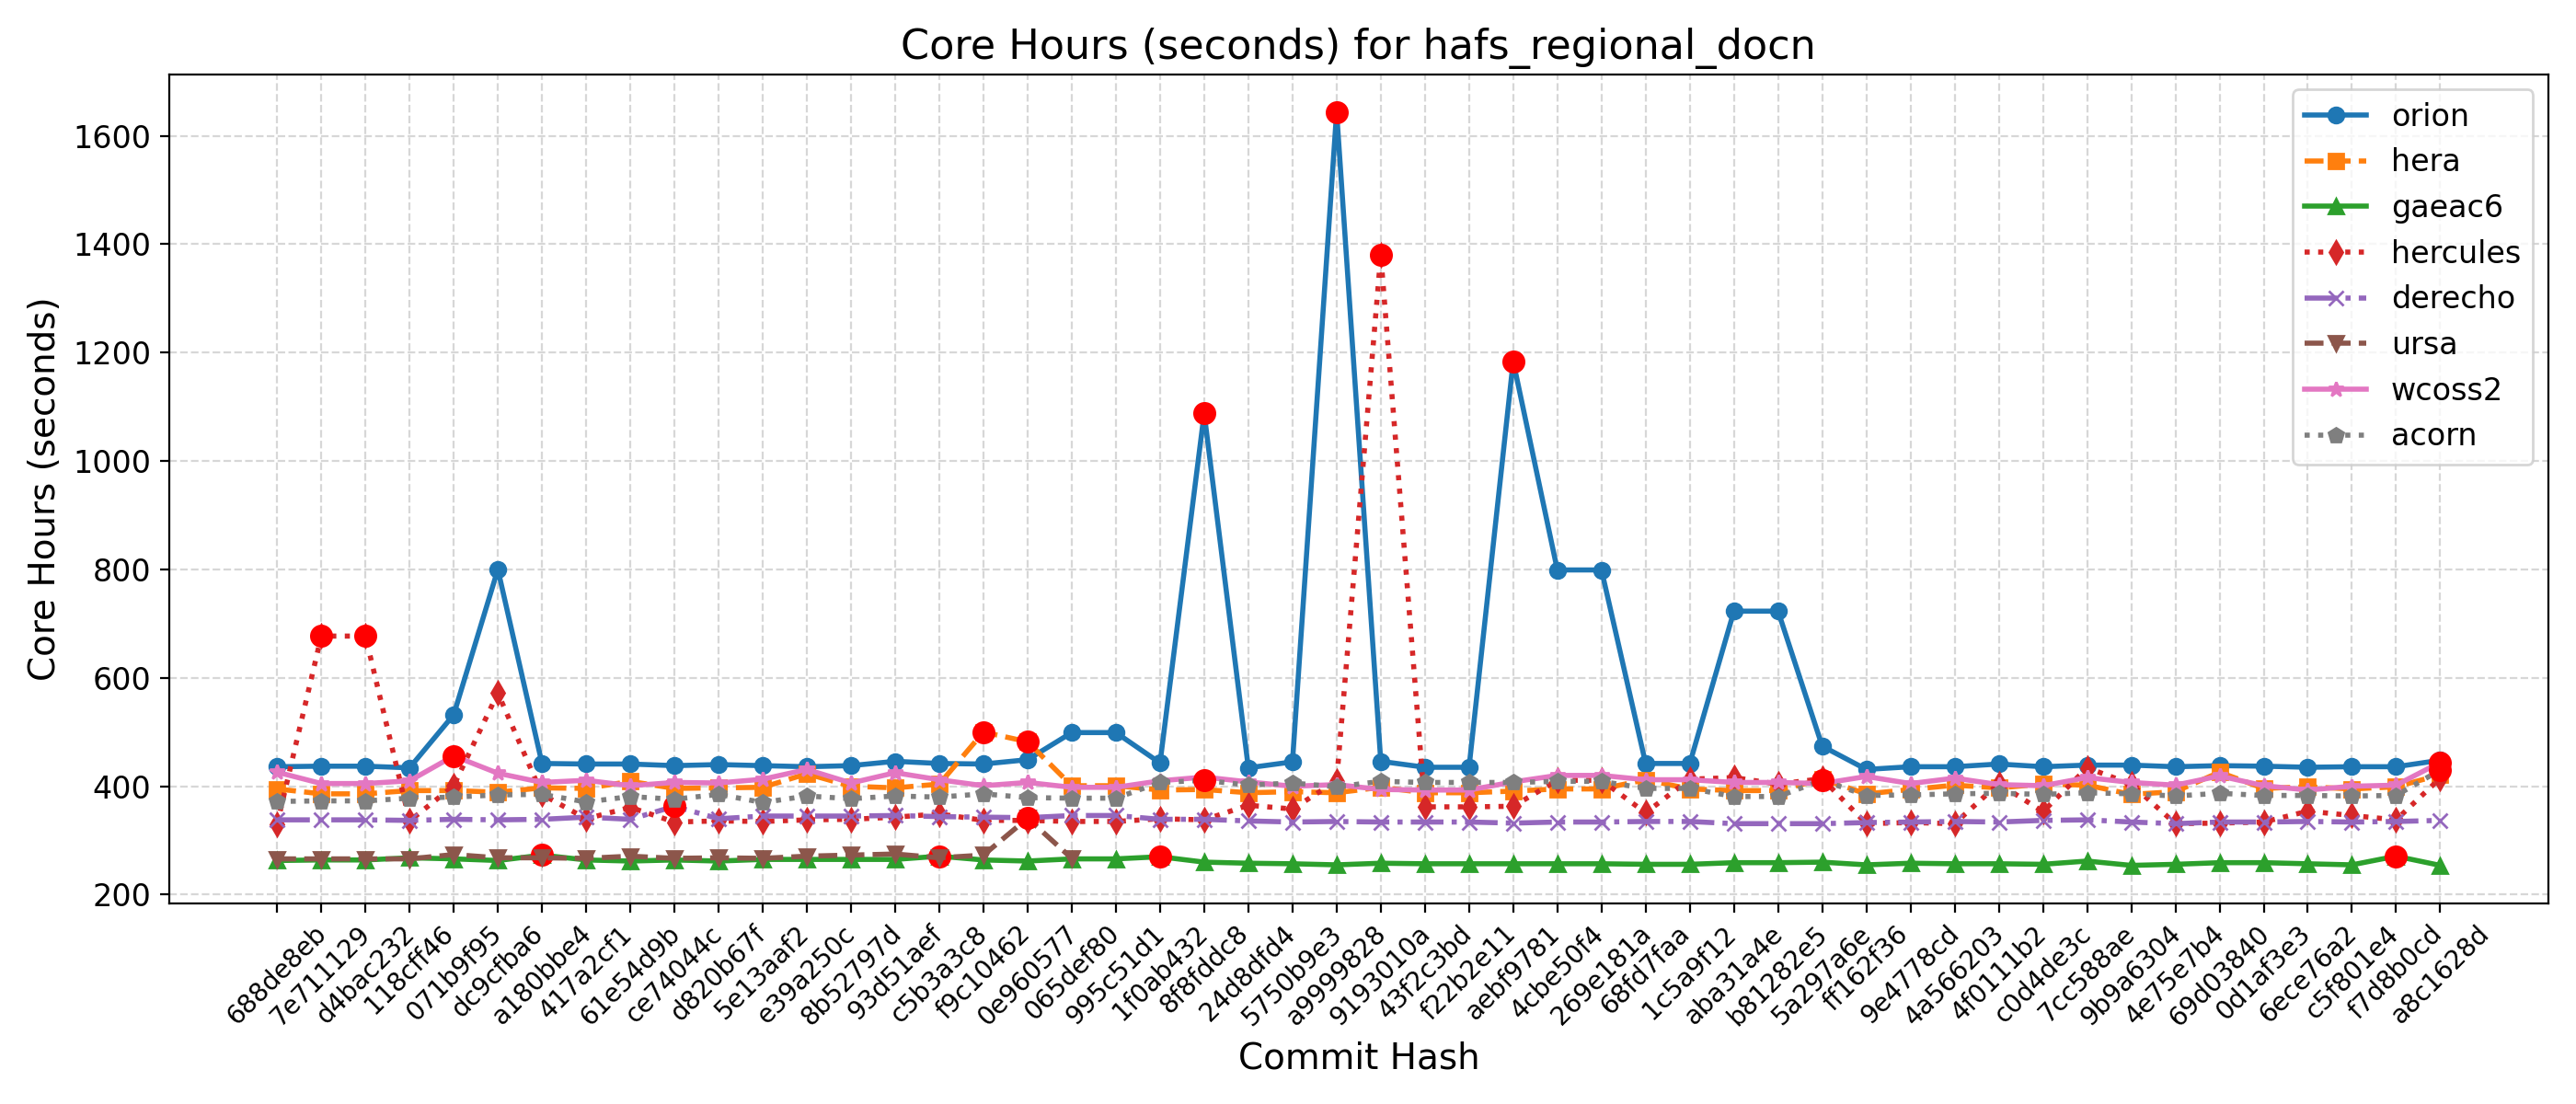 Core Hours (seconds) for hafs_regional_docn
Core Hours (seconds)
1600
1400
1200
1000
800
600
400
200
orion
hera
gaeac6
hercules
derecho
ursa
wcoss2
acorn
688de8eb
7e711129
d4bac232
118cff46
071b9f95
dc9cfba6
a180bbe4
417a2cf1
61e54d9b
ce74044c
d820b67f
5e13aaf2
e39a250c
8b52797d
93d51aef
c5b3a3c8
f9c10462
0e960577
065def80
995c51d1
1f0ab432
8f8fddc8
24d8dfd4
5750b9e3
a9999828
9193010a
43f2c3bd
f22b2e11
aebf9781
4cbe50f4
269e181a
68fd7faa
1c5a9f12
aba31a4e
b81282e5
5a297a6e
ff162f36
9e4778cd
4a566203
4f0111b2
c0d4de3c
7cc588ae
9b9a6304
4e75e7b4
69d03840
0d1af3e3
6ece76a2
c5f801e4
f7d8b0cd
a8c1628d
Commit Hash